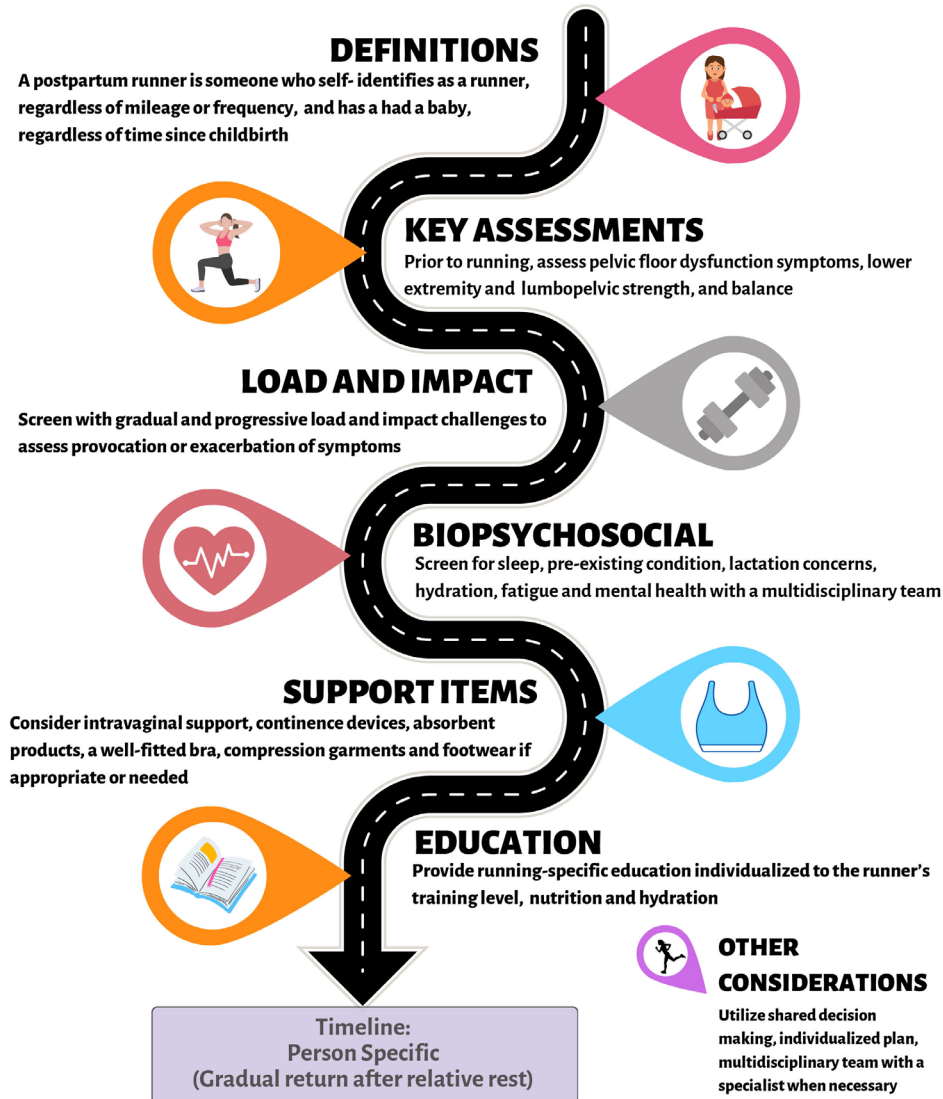 DEFINITIONS
A postpartum runner is someone who self- identifies as a runner,
regardless of mileage or frequency, and has a had a baby,
regardless of time since childbirth
KEY ASSESSMENTS
Prior to running, assess pelvic floor dysfunction symptoms, lower
extremity and lumbopelvic strength, and balance
LOAD AND IMPACT
Screen with gradual and progressive load and impact challenges to
assess provocation or exacerbation of symptoms
BIOPSYCHOSOCIAL
Screen for sleep, pre-existing condition, lactation concerns,
hydration, fatigue and mental health with a multidisciplinary team
SUPPORT ITEMS
Consider intravaginal support, continence devices, absorbent
products, a well-fitted bra, compression garments and footwear if
appropriate or needed
EDUCATION
Provide running-specific education individualized to the runner's
training level, nutrition and hydration
OTHER
CONSIDERATIONS
Utilize shared decision
making, individualized plan,
multidisciplinary team with a
specialist when necessary
Timeline:
Person Specific
(Gradual return after relative rest)